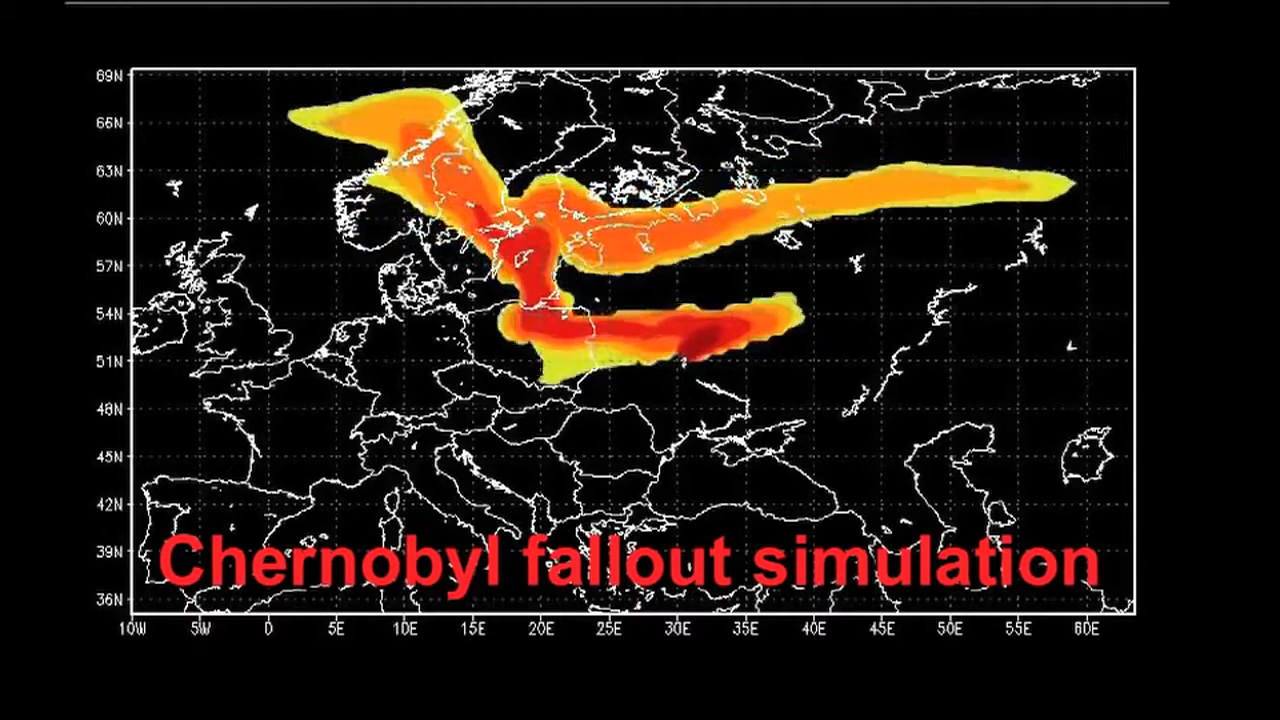 69N
66N
63N
60N
57N
54N
51N
48N
45N
42N
39N
Chernobyl fallout simulation
36N
10W 5W 0 5E 10E 15E 20E 25E 30E 35E 40E 45E 50E 55E 60E